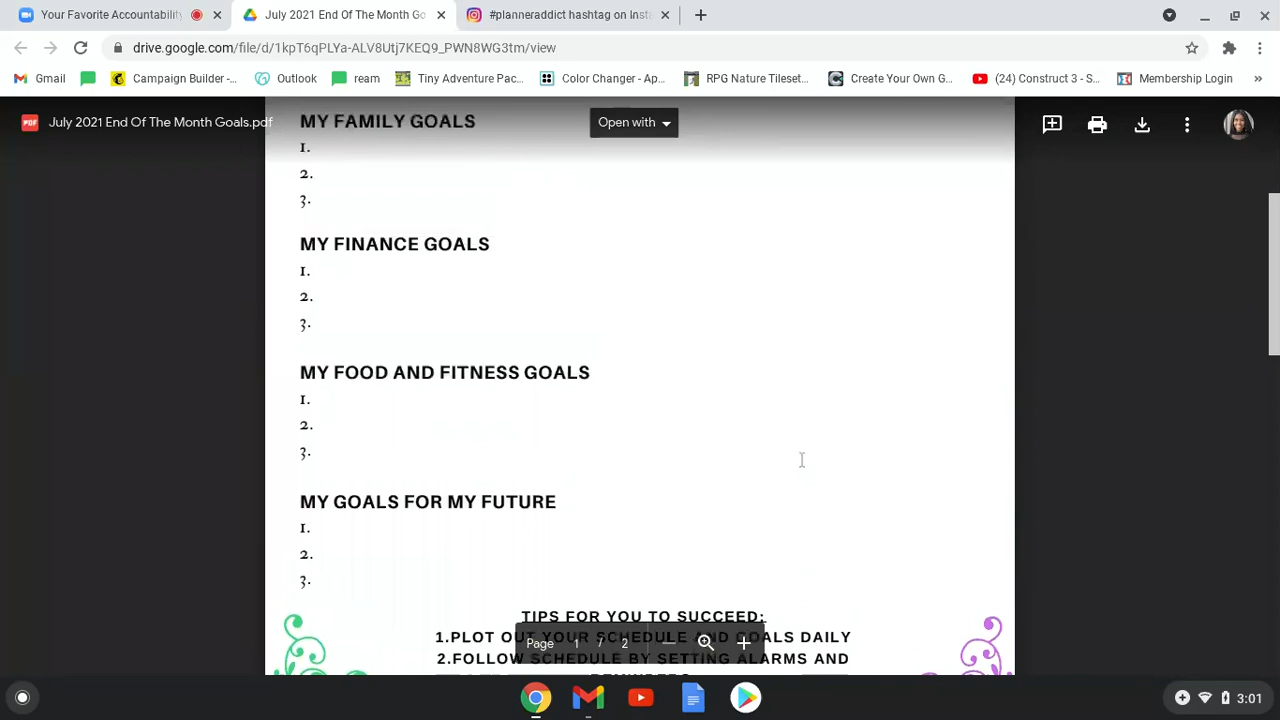 Your Favorite Accountability
July 2021 End Of The Month Go
#planneraddict hashtag on Inst
drive.google.com/file/d/1kpT6qPLYa-ALV8Utj7KEQ9_PWN8WG3tm/view
Gmail
Campaign Builder -...
Outlook
ream
Tiny Adventure Pac...
Color Changer - Ap...
RPG Nature Tileset...
Create Your Own G...
(24) Construct 3 - S...
Membership Login
»
PDF
July 2021 End Of The Month Goals.pdf
Open with
MY FAMILY GOALS
1.
2.
3.
MY FINANCE GOALS
1.
2.
3.
MY FOOD AND FITNESS GOALS
1.
2.
3.
MY GOALS FOR MY FUTURE
1.
2.
3.
TIPS FOR YOU TO SUCCEED:
1.PLOT OUT YOUR SCHEDULE AND GOALS DAILY
2.FOLLOW SCHEDULE BY SETTING ALARMS AND
Page 1 / 2
3:01